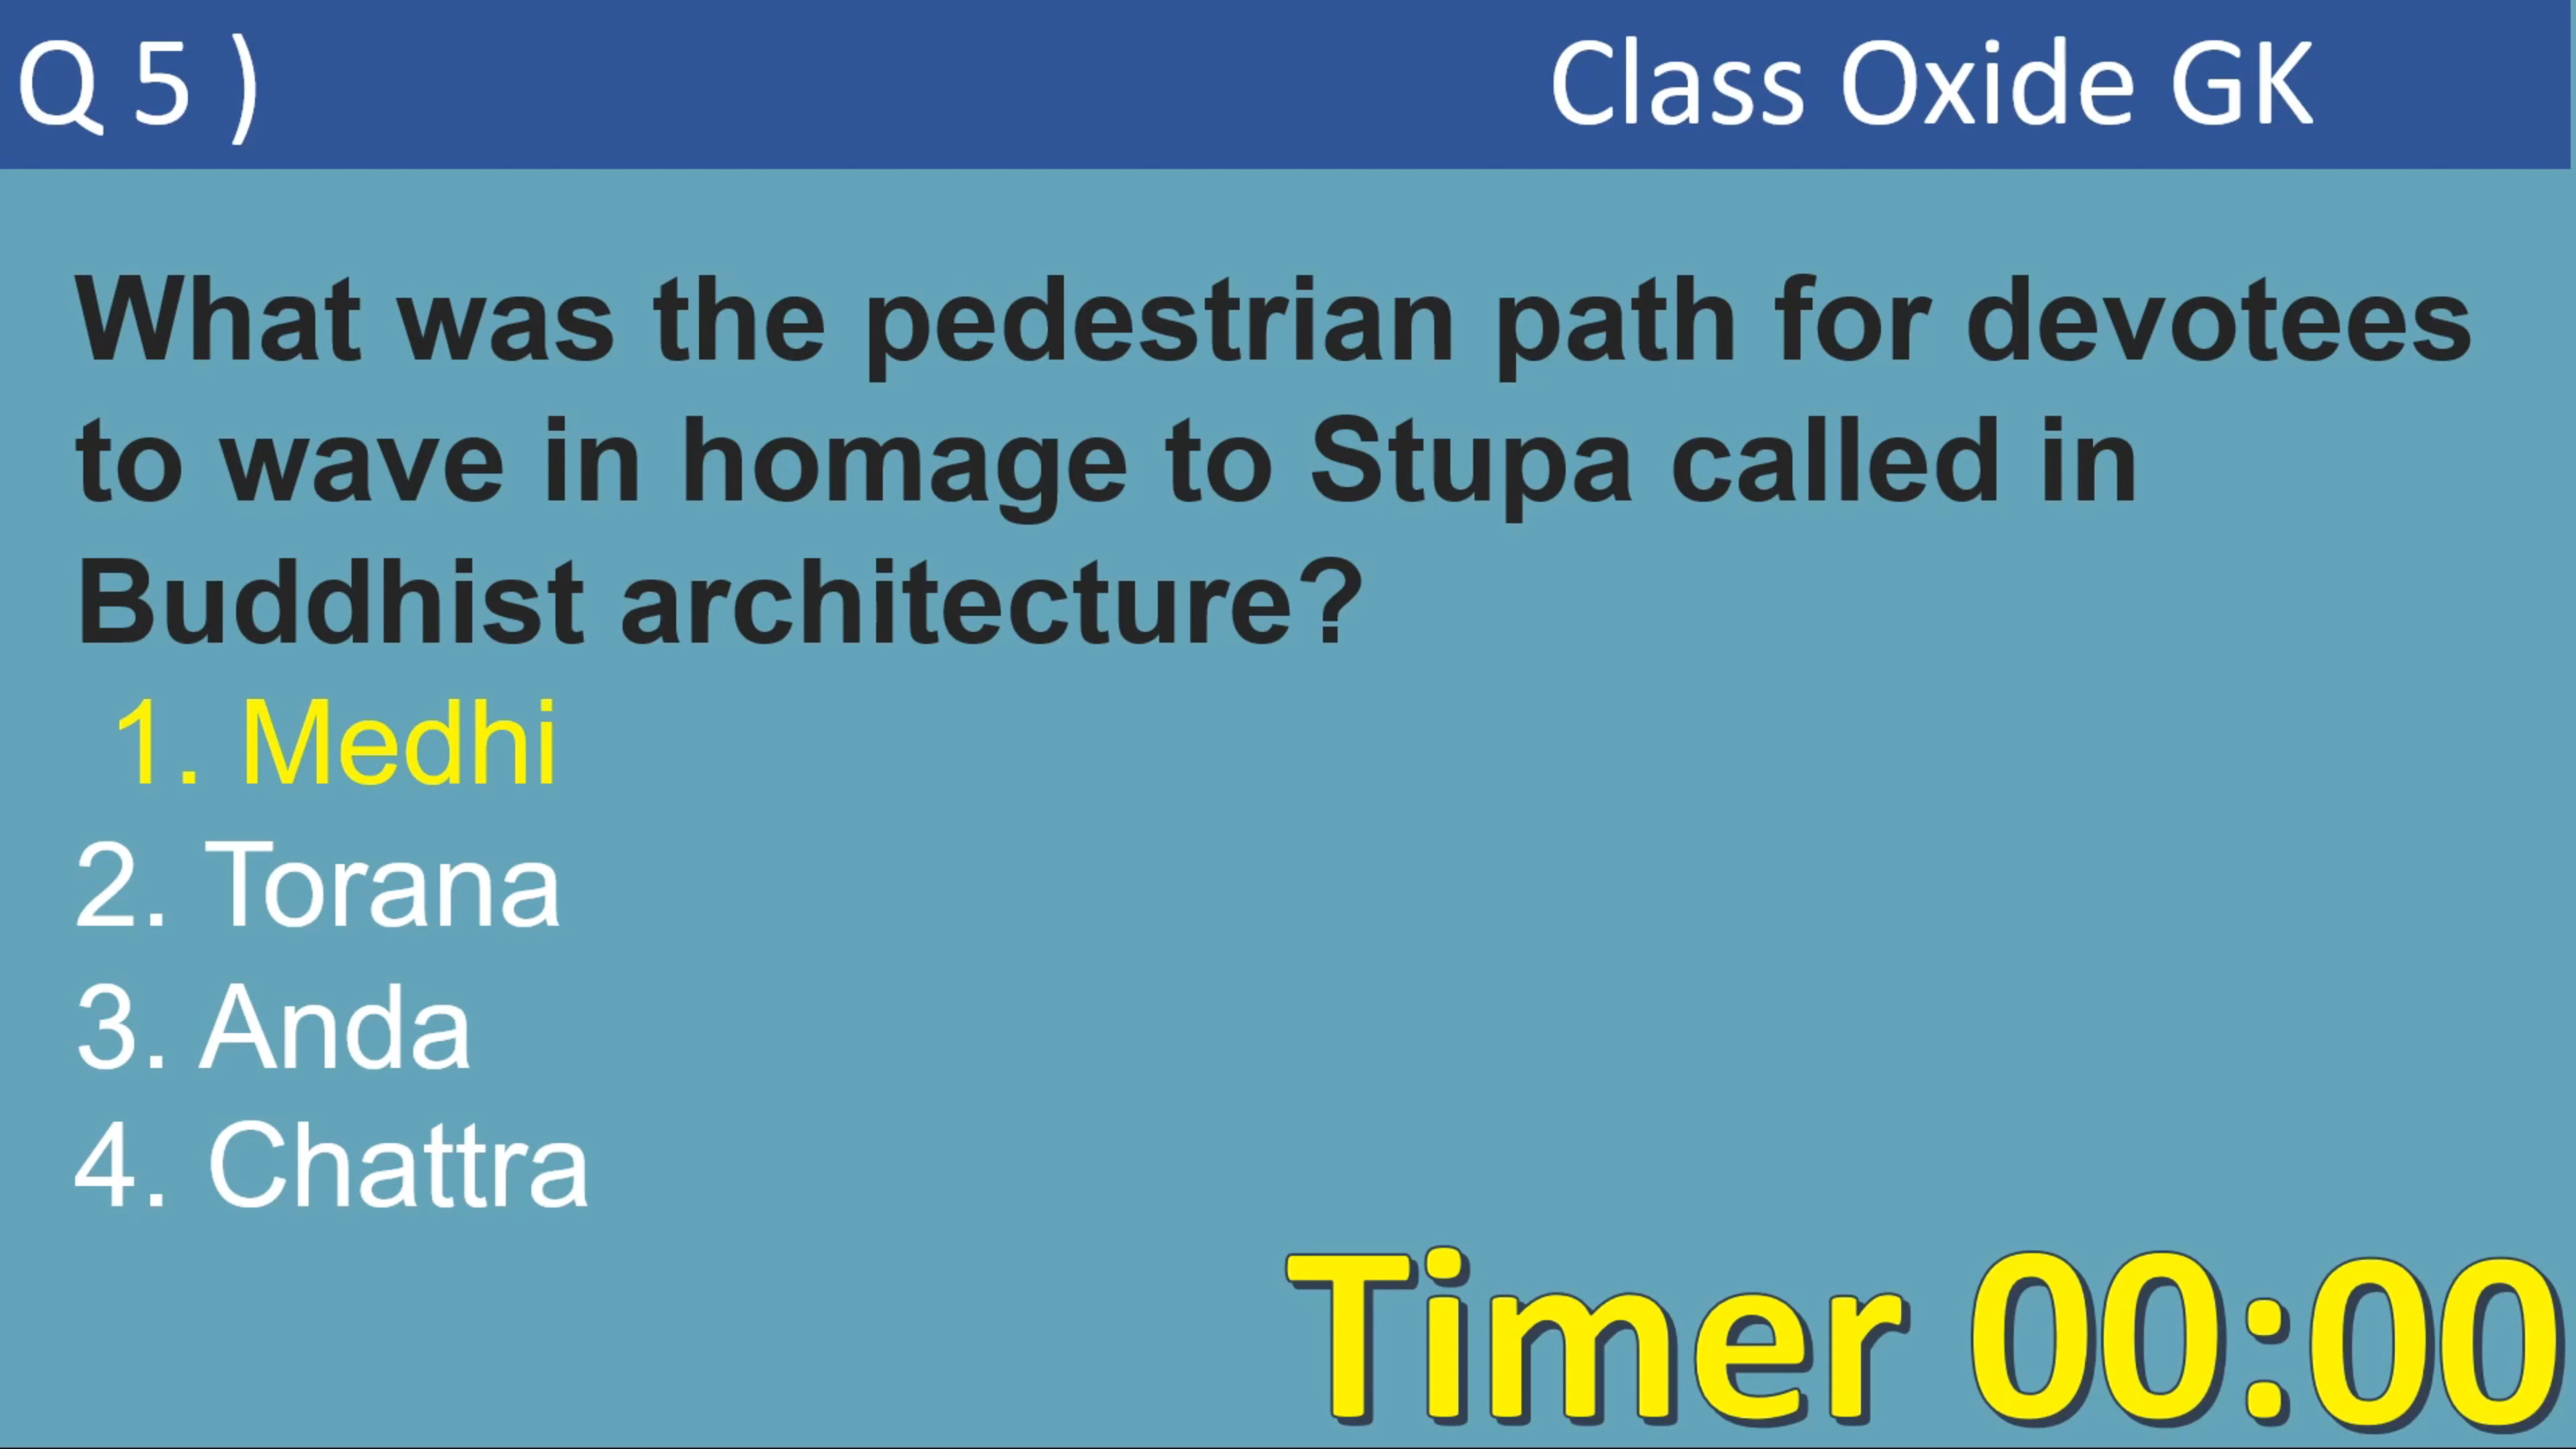 Q 5 ) Class Oxide GK
What was the pedestrian path for devotees
to wave in homage to Stupa called in
Buddhist architecture?
1. Medhi
2. Torana
3. Anda
4. Chattra
Timer 00:00